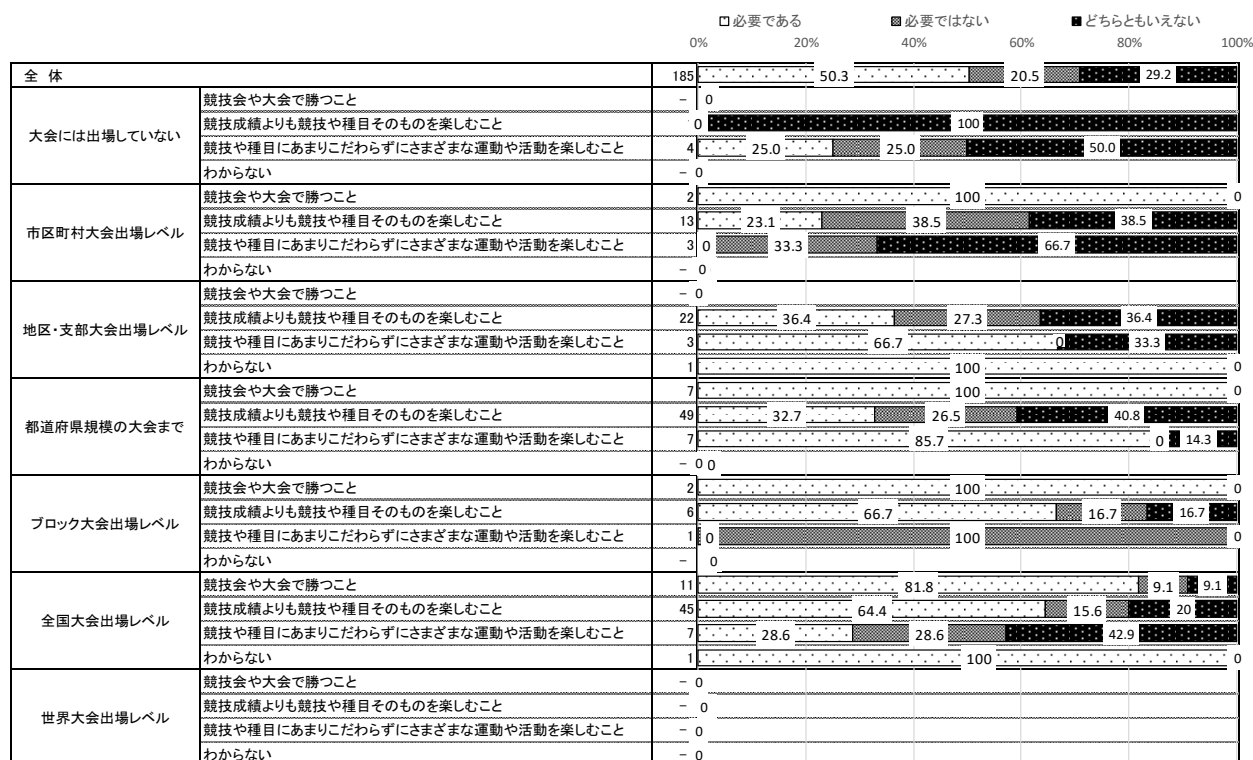 □必要である ▩必要ではない ■どちらともいえない
0% 20% 40% 60% 80% 100%
全 体 185 50.3 20.5 29.2
大会には出場していない
競技会や大会で勝つこと － 0
競技成績よりも競技や種目そのものを楽しむこと 0 100
競技や種目にあまりこだわらずにさまざまな運動や活動を楽しむこと 4 25.0 25.0 50.0
わからない － 0
市区町村大会出場レベル
競技会や大会で勝つこと 2 100 0
競技成績よりも競技や種目そのものを楽しむこと 13 23.1 38.5 38.5
競技や種目にあまりこだわらずにさまざまな運動や活動を楽しむこと 3 0 33.3 66.7
わからない － 0
地区・支部大会出場レベル
競技会や大会で勝つこと － 0
競技成績よりも競技や種目そのものを楽しむこと 22 36.4 27.3 36.4
競技や種目にあまりこだわらずにさまざまな運動や活動を楽しむこと 3 66.7 0 33.3
わからない 1 100 0
都道府県規模の大会まで
競技会や大会で勝つこと 7 100 0
競技成績よりも競技や種目そのものを楽しむこと 49 32.7 26.5 40.8
競技や種目にあまりこだわらずにさまざまな運動や活動を楽しむこと 7 85.7 0 14.3
わからない － 0 0
ブロック大会出場レベル
競技会や大会で勝つこと 2 100 0
競技成績よりも競技や種目そのものを楽しむこと 6 66.7 16.7 16.7
競技や種目にあまりこだわらずにさまざまな運動や活動を楽しむこと 1 0 100 0
わからない － 0
全国大会出場レベル
競技会や大会で勝つこと 11 81.8 9.1 9.1
競技成績よりも競技や種目そのものを楽しむこと 45 64.4 15.6 20
競技や種目にあまりこだわらずにさまざまな運動や活動を楽しむこと 7 28.6 28.6 42.9
わからない 1 100 0
世界大会出場レベル
競技会や大会で勝つこと － 0
競技成績よりも競技や種目そのものを楽しむこと － 0
競技や種目にあまりこだわらずにさまざまな運動や活動を楽しむこと － 0
わからない － 0